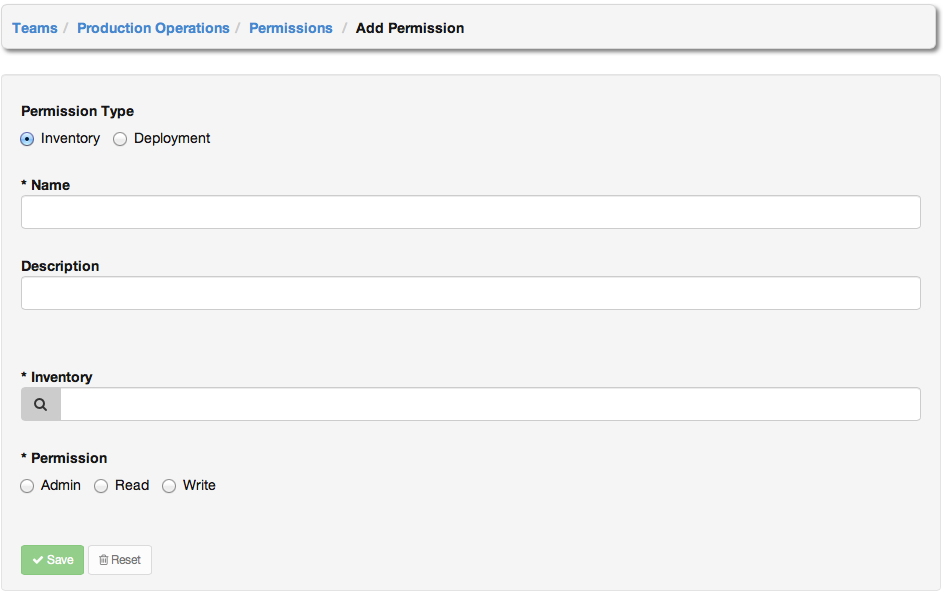 Teams / Production Operations / Permissions / Add Permission
Permission Type
Inventory Deployment
* Name
Description
* Inventory
* Permission
Admin Read Write
Save Reset